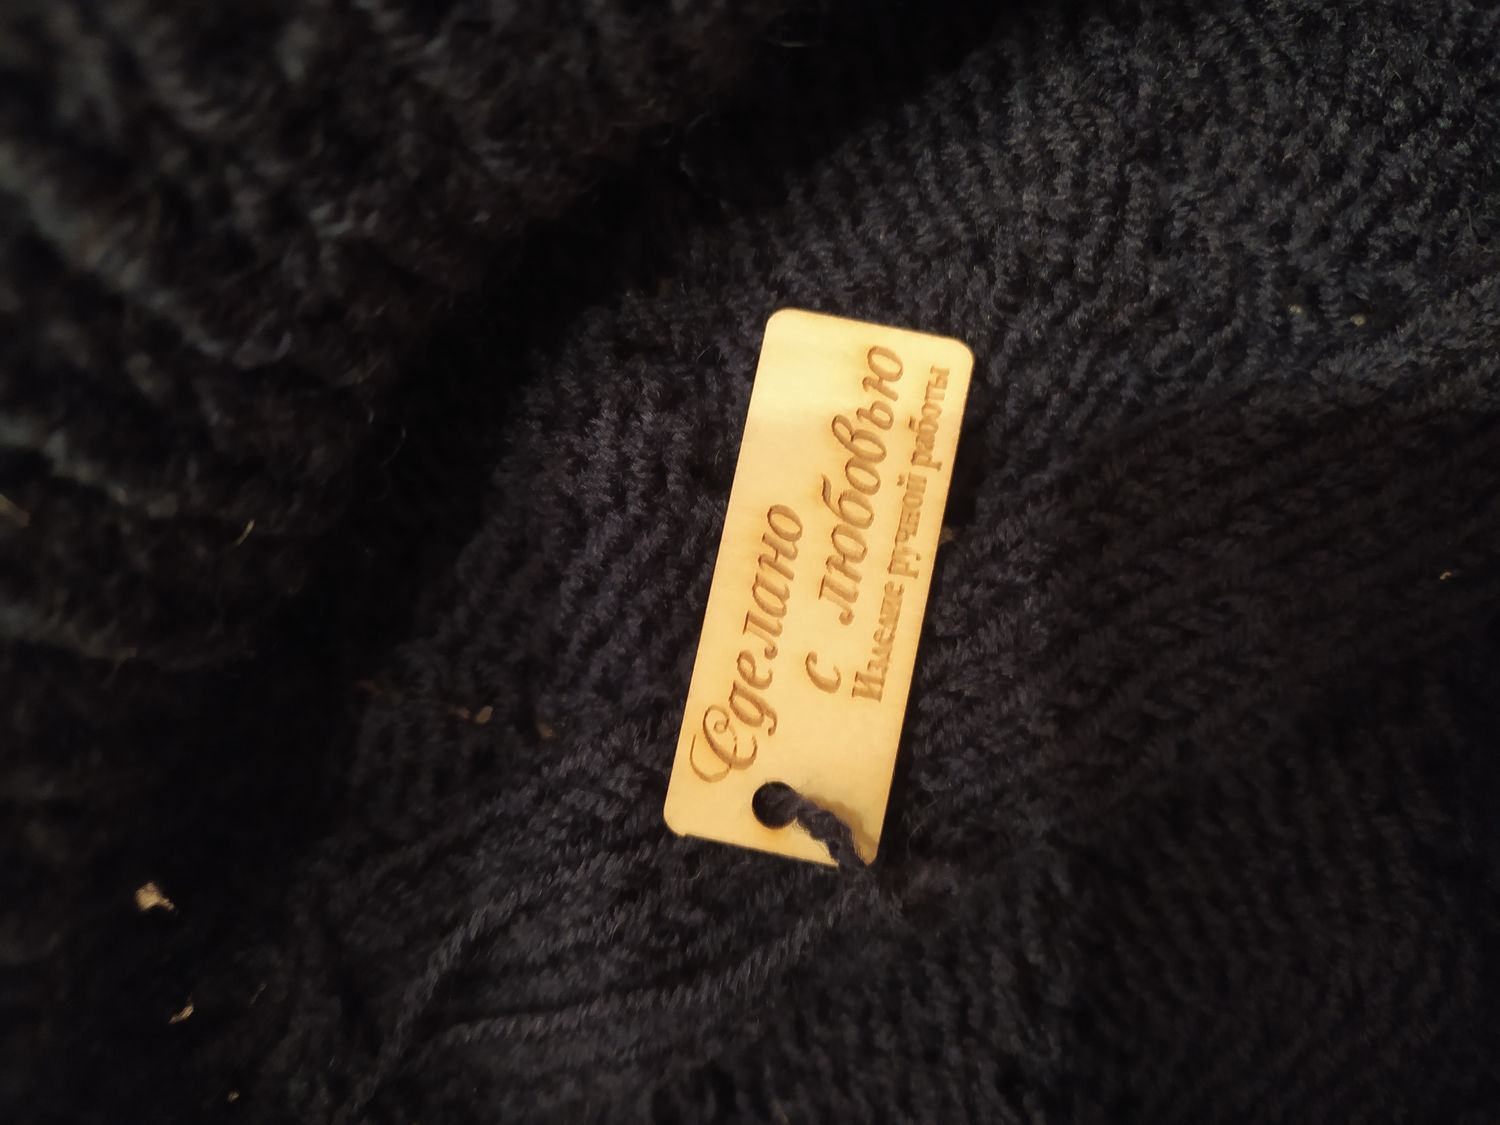 Сделано
с любовью
Изделие ручной работы